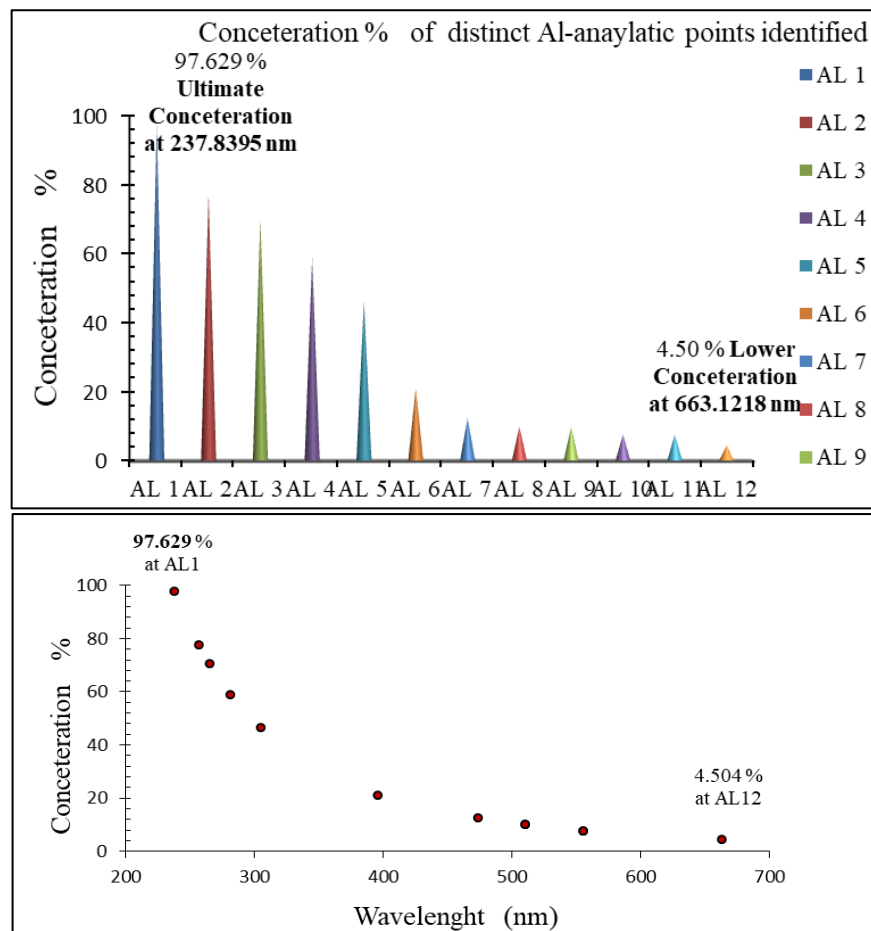 Conceteration % of distinct Al-anaylatic points identified
97.629 %
Ultimate
Conceteration
at 237.8395 nm
AL 1
AL 2
AL 3
AL 4
AL 5
AL 6
AL 7
AL 8
AL 9
100
80
60
40
20
0
Conceteration %
4.50 % Lower
Conceteration
at 663.1218 nm
AL 1 AL 2 AL 3 AL 4 AL 5 AL 6 AL 7 AL 8 AL 9 AL 10 AL 11 AL 12
97.629 %
at AL1
100
80
60
40
20
0
Conceteration %
4.504 %
at AL12
200 300 400 500 600 700
Wavelenght (nm)